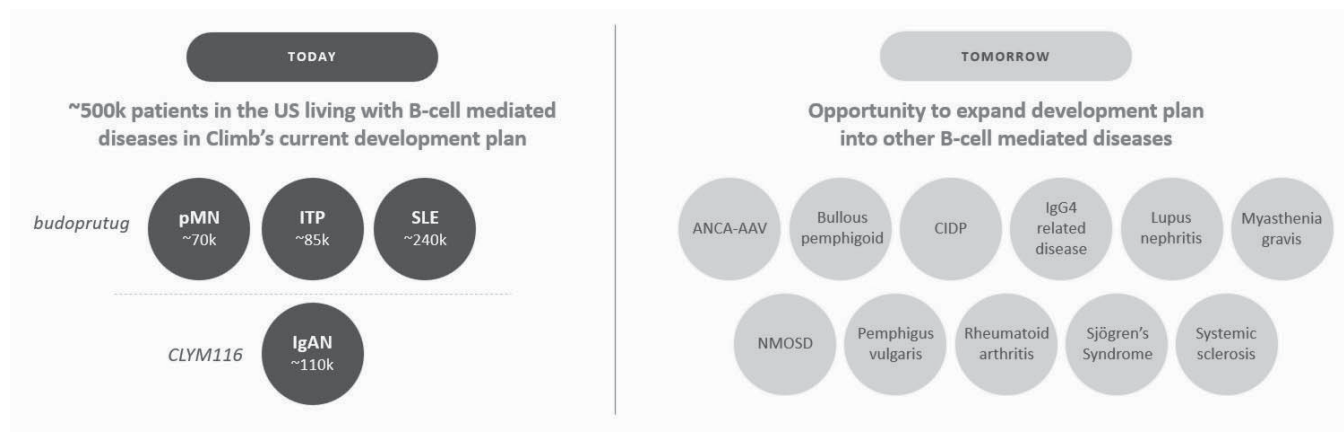 TODAY
~500k patients in the US living with B-cell mediated
diseases in Climb's current development plan
budoprutug
pMN
~70k
ITP
~85k
SLE
~240k
CLYM116
IgAN
~110k
TOMORROW
Opportunity to expand development plan
into other B-cell mediated diseases
ANCA-AAV
Bullous
pemphigoid
CIDP
IgG4
related
disease
Lupus
nephritis
Myasthenia
gravis
NMOSD
Pemphigus
vulgaris
Rheumatoid
arthritis
Sjögren's
Syndrome
Systemic
sclerosis